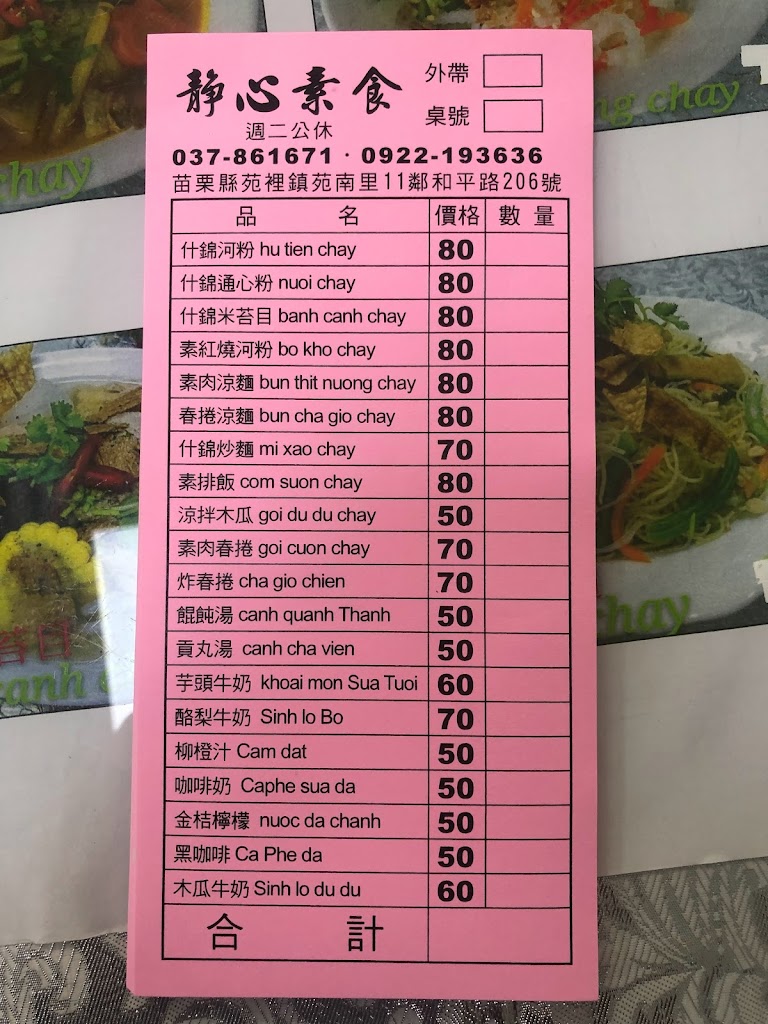 静心素食
外帶
桌號
週二公休
037-861671・0922-193636
苗栗縣苑裡鎮苑南里11鄰和平路206號
品名 價格 數量
什錦河粉 hu tien chay 80
什錦通心粉 nuoi chay 80
什錦米苔目 banh canh chay 80
素紅燒河粉 bo kho chay 80
素肉涼麵 bun thit nuong chay 80
春捲涼麵 bun cha gio chay 80
什錦炒麵 mi xao chay 70
素排飯 com suon chay 80
涼拌木瓜 goi du du chay 50
素肉春捲 goi cuon chay 70
炸春捲 cha gio chien 70
餛飩湯 canh quanh Thanh 50
貢丸湯 canh cha vien 50
芋頭牛奶 khoai mon Sua Tuoi 60
酪梨牛奶 Sinh lo Bo 70
柳橙汁 Cam dat 50
咖啡奶 Caphe sua da 50
金桔檸檬 nuoc da chanh 50
黑咖啡 Ca Phe da 50
木瓜牛奶 Sinh lo du du 60
合計
chay
chay
chay
苔目